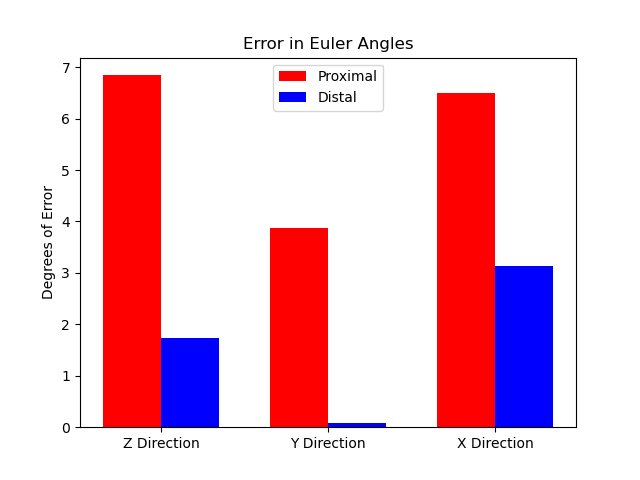 Error in Euler Angles
Proximal
Distal
Degrees of Error
7
6
5
4
3
2
1
0
Z Direction
Y Direction
X Direction